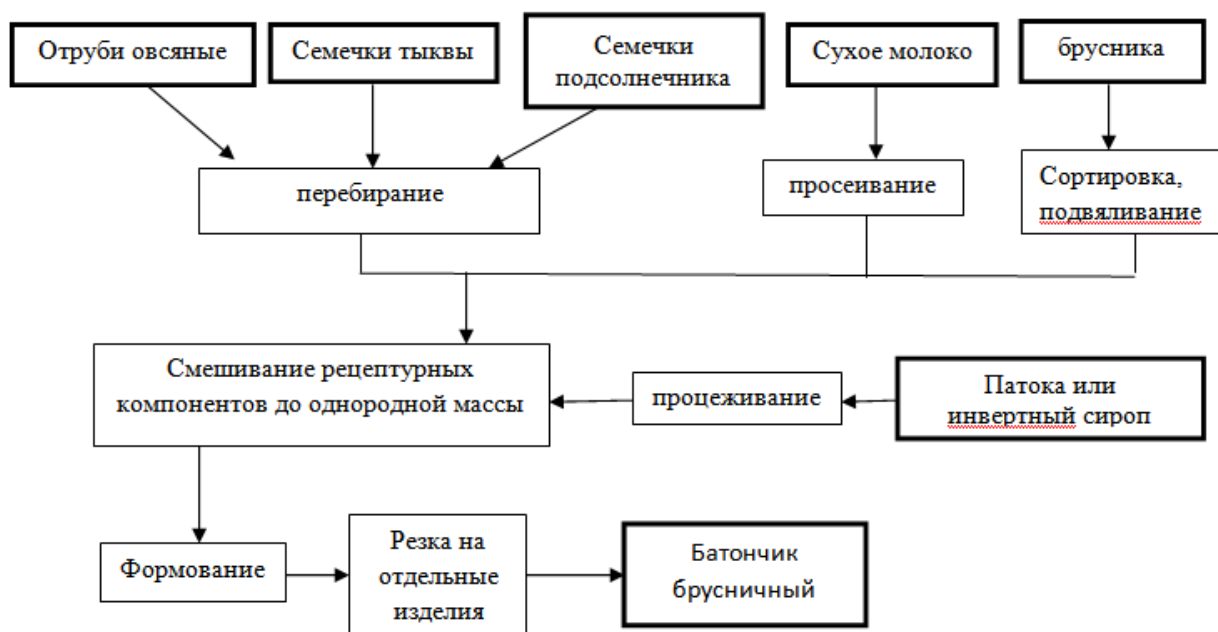 Отруби овсяные
Семечки тыквы
Семечки
подсолнечника
Сухое молоко
брусника
перебирание
просеивание
Сортировка,
подвяливание
Смешивание рецептурных
компонентов до однородной массы
процеживание
Патока или
инвертный сироп
Формование
Резка на
отдельные
изделия
Батончик
брусничный